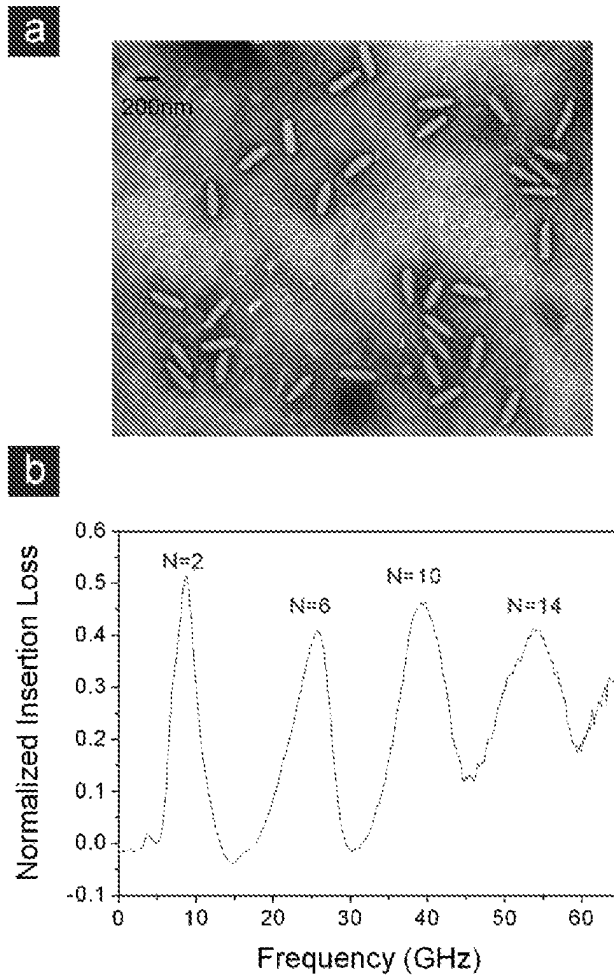 a
200nm
b
Normalized Insertion Loss
0.6
0.5
0.4
0.3
0.2
0.1
0.0
-0.1
N=2
N=6
N=10
N=14
0 10 20 30 40 50 60
Frequency (GHz)